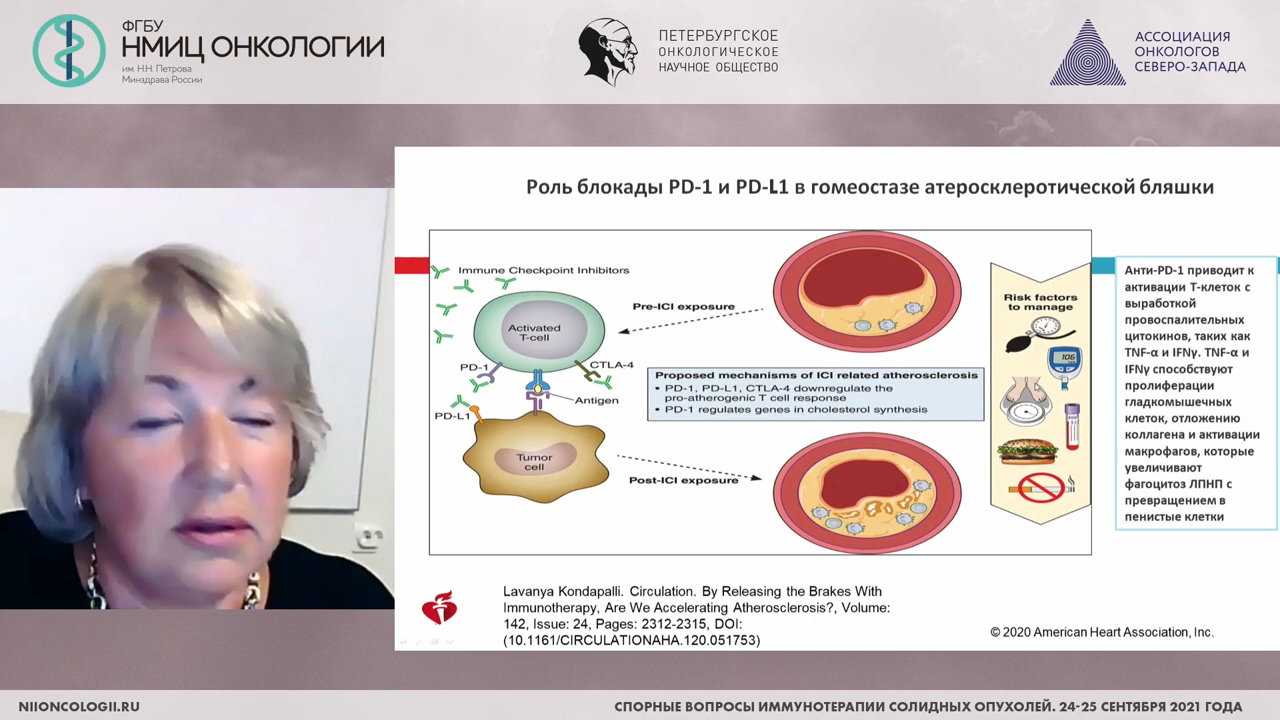 ФГБУ
НМИЦ ОНКОЛОГИИ
им. Н.Н. Петрова
Минздрава России
ПЕТЕРБУРГСКОЕ
ОНКОЛОГИЧЕСКОЕ
НАУЧНОЕ ОБЩЕСТВО
АССОЦИАЦИЯ
ОНКОЛОГОВ
СЕВЕРО-ЗАПАДА
Роль блокады PD-1 и PD-L1 в гомеостазе атеросклеротической бляшки
Immune Checkpoint Inhibitors
Activated
T-cell
PD-1
CTLA-4
Antigen
PD-L1
Tumor
cell
Pre-ICI exposure
Proposed mechanisms of ICI related atherosclerosis
• PD-1, PD-L1, CTLA-4 downregulate the
pro-atherogenic T cell response
• PD-1 regulates genes in cholesterol synthesis
Post-ICI exposure
Risk factors
to manage
106
Анти-PD-1 приводит к
активации Т-клеток с
выработкой
провоспалительных
цитокинов, таких как
TNF-α и IFNγ. TNF-α и
IFNγ способствуют
пролиферации
гладкомышечных
клеток, отложению
коллагена и активации
макрофагов, которые
увеличивают
фагоцитоз ЛПНП с
превращением в
пенистые клетки
Lavanya Kondapalli. Circulation. By Releasing the Brakes With
Immunotherapy, Are We Accelerating Atherosclerosis?, Volume:
142, Issue: 24, Pages: 2312-2315, DOI:
(10.1161/CIRCULATIONAHA.120.051753)
© 2020 American Heart Association, Inc.
NIIONCOLOGII.RU
СПОРНЫЕ ВОПРОСЫ ИММУНОТЕРАПИИ СОЛИДНЫХ ОПУХОЛЕЙ. 24-25 СЕНТЯБРЯ 2021 ГОДА